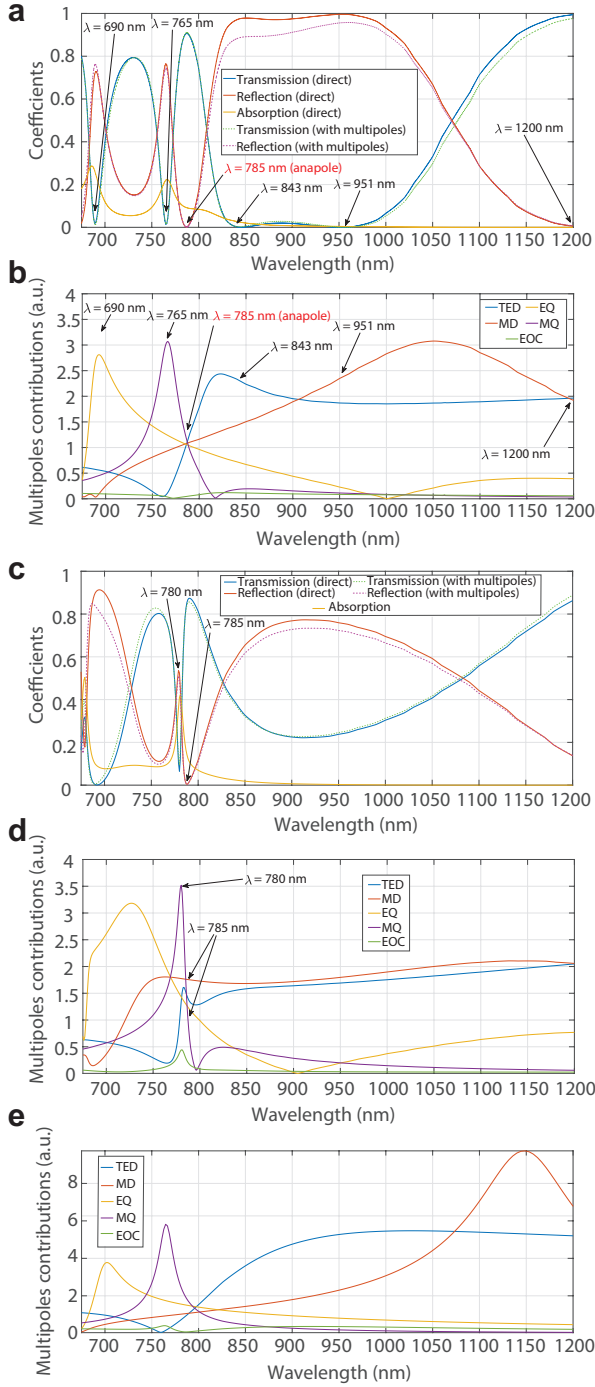 a
Coefficients
1
0.8
0.6
0.4
0.2
0
λ = 690 nm
λ = 765 nm
Transmission (direct)
Reflection (direct)
Absorption (direct)
Transmission (with multipoles)
Reflection (with multipoles)
λ = 785 nm (anapole)
λ = 843 nm
λ = 951 nm
λ = 1200 nm
700 750 800 850 900 950 1000 1050 1100 1150 1200
Wavelength (nm)
b
Multipoles contributions (a.u.)
4
3.5
3
2.5
2
1.5
1
0.5
0
λ = 690 nm
λ = 765 nm
λ = 785 nm (anapole)
λ = 843 nm
λ = 951 nm
TED EQ
MD MQ
EOC
λ = 1200 nm
700 750 800 850 900 950 1000 1050 1100 1150 1200
Wavelength (nm)
c
Coefficients
1
0.8
0.6
0.4
0.2
0
λ = 780 nm
λ = 785 nm
Transmission (direct) Transmission (with multipoles)
Reflection (direct) Reflection (with multipoles)
Absorption
700 750 800 850 900 950 1000 1050 1100 1150 1200
Wavelength (nm)
d
Multipoles contributions (a.u.)
4
3.5
3
2.5
2
1.5
1
0.5
0
λ = 780 nm
λ = 785 nm
TED
MD
EQ
MQ
EOC
700 750 800 850 900 950 1000 1050 1100 1150 1200
Wavelength (nm)
e
Multipoles contributions (a.u.)
8
6
4
2
0
TED
MD
EQ
MQ
EOC
700 750 800 850 900 950 1000 1050 1100 1150 1200
Wavelength (nm)